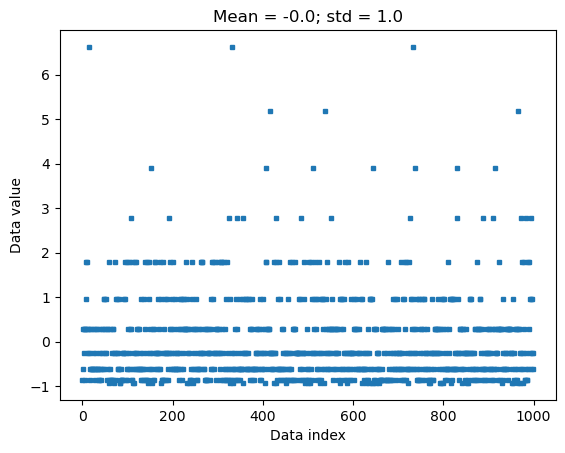 Mean = -0.0; std = 1.0
Data value
6
5
4
3
2
1
0
−1
0 200 400 600 800 1000
Data index